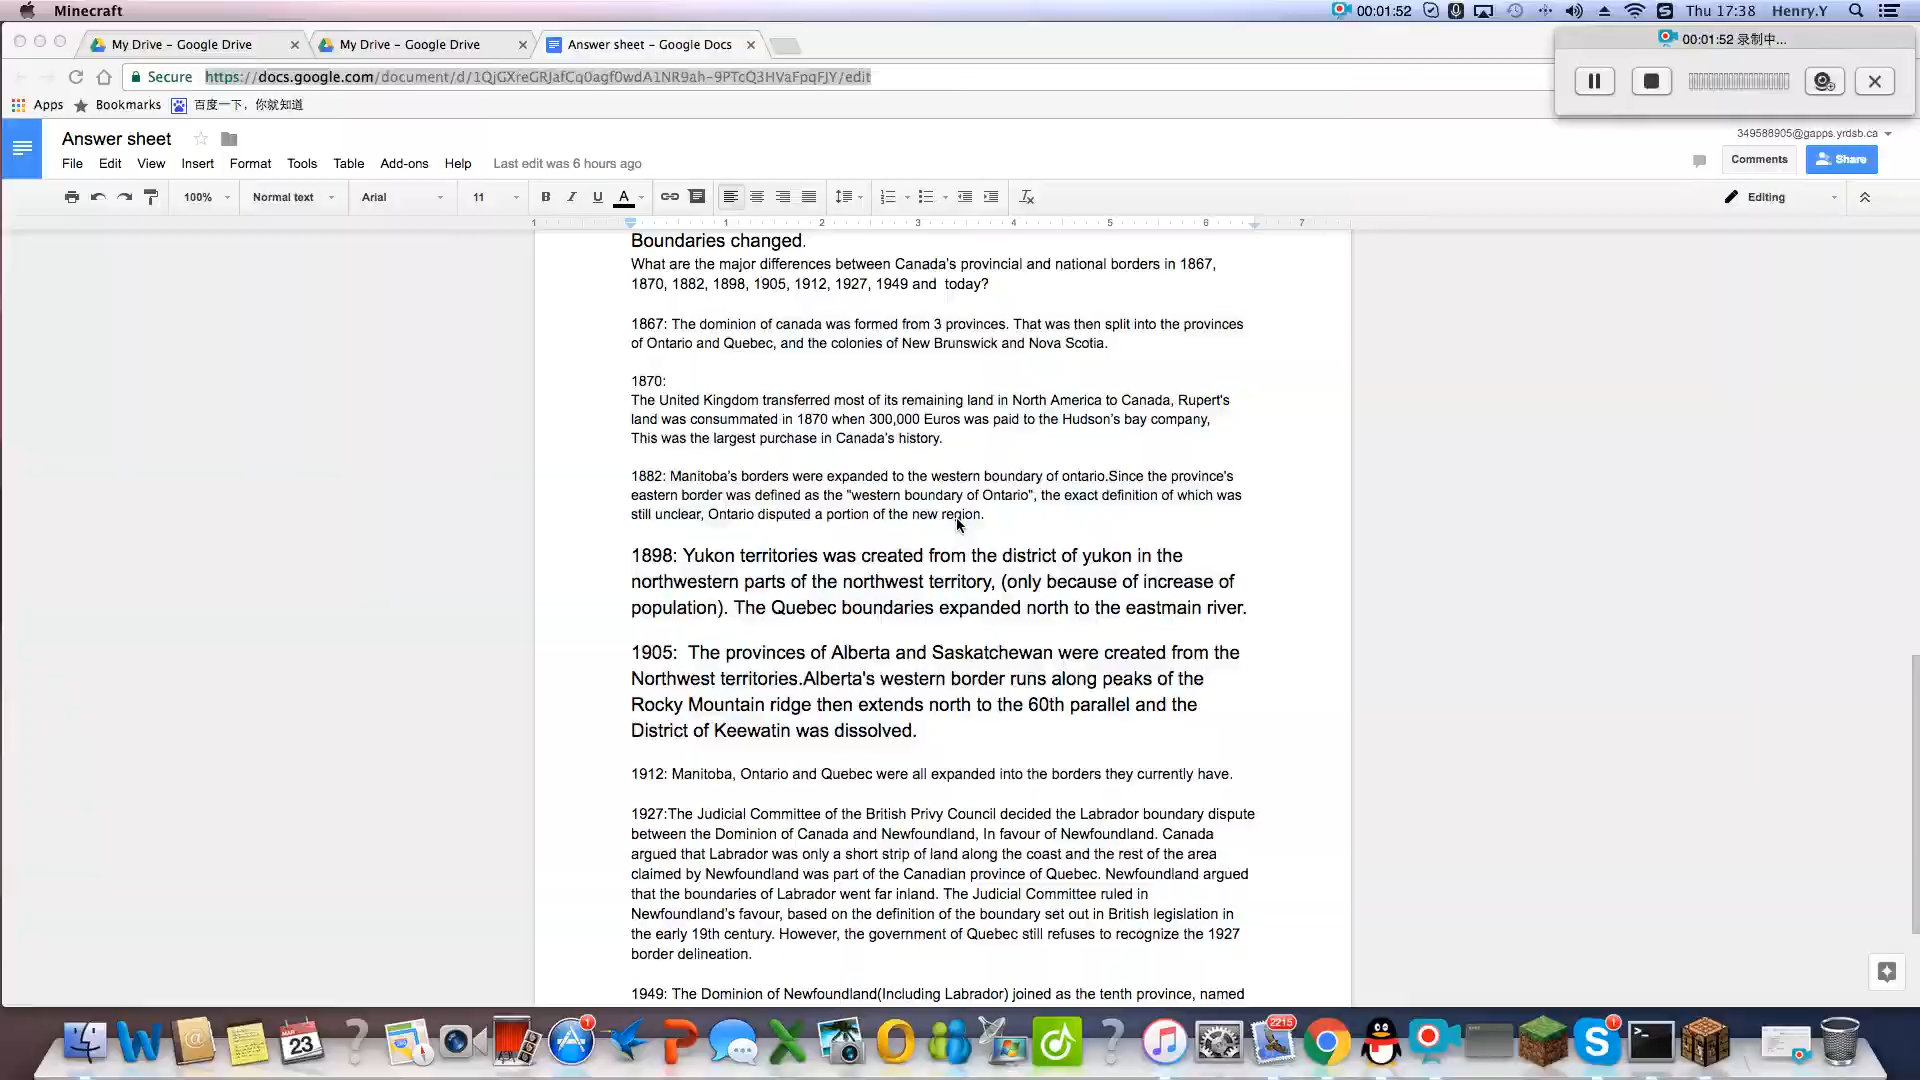 Minecraft
00:01:52
Thu 17:38
Henry.Y
My Drive – Google Drive
My Drive – Google Drive
Answer sheet – Google Docs
00:01:52 录制中...
Secure
https://docs.google.com/document/d/1QjGXreGRJafCq0agf0wdA1NR9ah-9PTcQ3HVaFpqFJY/edit
Apps
Bookmarks
百度一下，你就知道
Answer sheet
349588905@gapps.yrdsb.ca
File Edit View Insert Format Tools Table Add-ons Help
Last edit was 6 hours ago
Comments
Share
100%
Normal text
Arial
11
B I U A
Editing
1 1 2 3 4 5 6 7
Boundaries changed.
What are the major differences between Canada's provincial and national borders in 1867,
1870, 1882, 1898, 1905, 1912, 1927, 1949 and  today?
1867: The dominion of canada was formed from 3 provinces. That was then split into the provinces
of Ontario and Quebec, and the colonies of New Brunswick and Nova Scotia.
1870:
The United Kingdom transferred most of its remaining land in North America to Canada, Rupert's
land was consummated in 1870 when 300,000 Euros was paid to the Hudson's bay company,
This was the largest purchase in Canada's history.
1882: Manitoba's borders were expanded to the western boundary of ontario.Since the province's
eastern border was defined as the "western boundary of Ontario", the exact definition of which was
still unclear, Ontario disputed a portion of the new region.
1898: Yukon territories was created from the district of yukon in the
northwestern parts of the northwest territory, (only because of increase of
population). The Quebec boundaries expanded north to the eastmain river.
1905:  The provinces of Alberta and Saskatchewan were created from the
Northwest territories.Alberta's western border runs along peaks of the
Rocky Mountain ridge then extends north to the 60th parallel and the
District of Keewatin was dissolved.
1912: Manitoba, Ontario and Quebec were all expanded into the borders they currently have.
1927:The Judicial Committee of the British Privy Council decided the Labrador boundary dispute
between the Dominion of Canada and Newfoundland, In favour of Newfoundland. Canada
argued that Labrador was only a short strip of land along the coast and the rest of the area
claimed by Newfoundland was part of the Canadian province of Quebec. Newfoundland argued
that the boundaries of Labrador went far inland. The Judicial Committee ruled in
Newfoundland's favour, based on the definition of the boundary set out in British legislation in
the early 19th century. However, the government of Quebec still refuses to recognize the 1927
border delineation.
1949: The Dominion of Newfoundland(Including Labrador) joined as the tenth province, named
23
1
2215
1